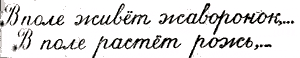 В поле живёт жаворонок,...
В поле растёт рожь,...